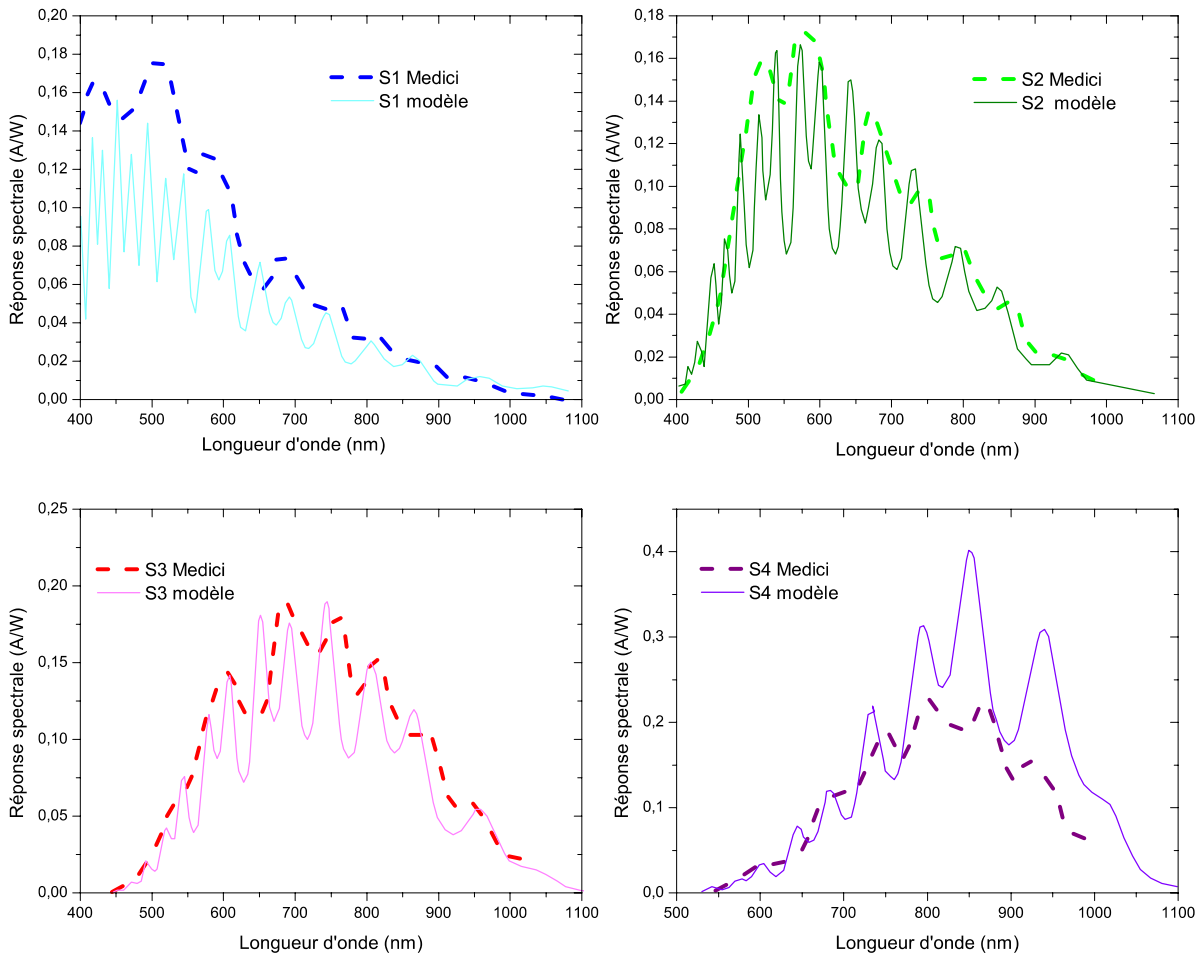 0,20
0,18
0,16
0,14
0,12
0,10
0,08
0,06
0,04
0,02
0,00
400 500 600 700 800 900 1000 1100
Réponse spectrale (A/W)
Longueur d'onde (nm)
S1 Medici
S1 modèle
0,18
0,16
0,14
0,12
0,10
0,08
0,06
0,04
0,02
0,00
400 500 600 700 800 900 1000 1100
Réponse spectrale (A/W)
Longueur d'onde (nm)
S2 Medici
S2 modèle
0,25
0,20
0,15
0,10
0,05
0,00
400 500 600 700 800 900 1000 1100
Réponse spectrale (A/W)
Longueur d'onde (nm)
S3 Medici
S3 modèle
0,4
0,3
0,2
0,1
0,0
500 600 700 800 900 1000 1100
Réponse spectrale (A/W)
Longueur d'onde (nm)
S4 Medici
S4 modèle